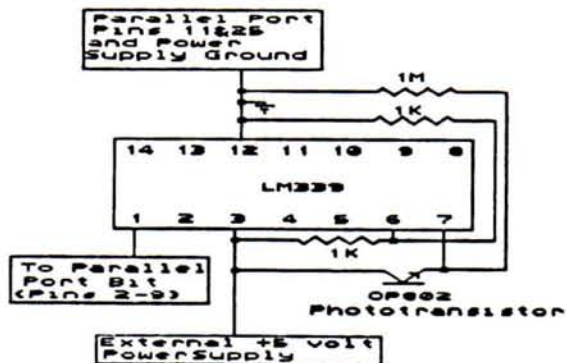 Parallel Port
Pins 11&25
and Power
Supply Ground
1M
1K
14 13 12 11 10 9 8
LM339
1 2 3 4 5 6 7
1K
To Parallel
Port Bit
(Pins 2-9)
OP802
Phototransistor
External +5 volt
PowerSupply